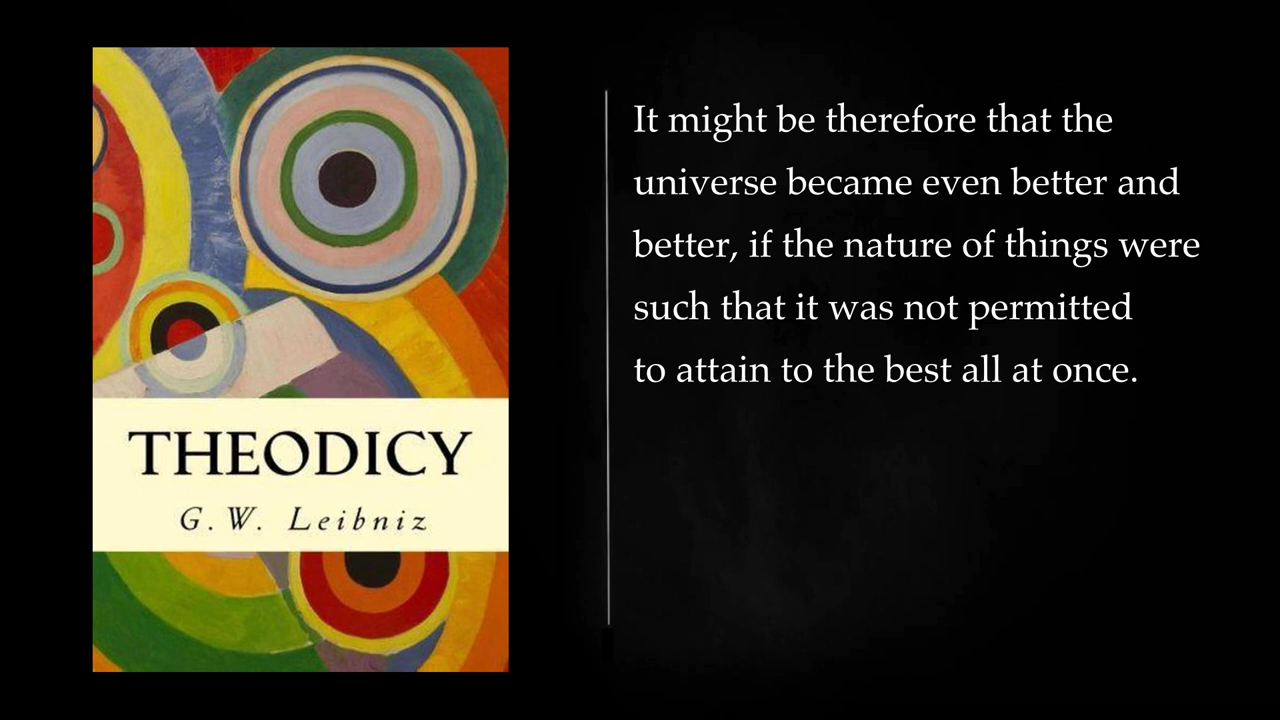 THEODICY
G. W. Leibniz
It might be therefore that the
universe became even better and
better, if the nature of things were
such that it was not permitted
to attain to the best all at once.